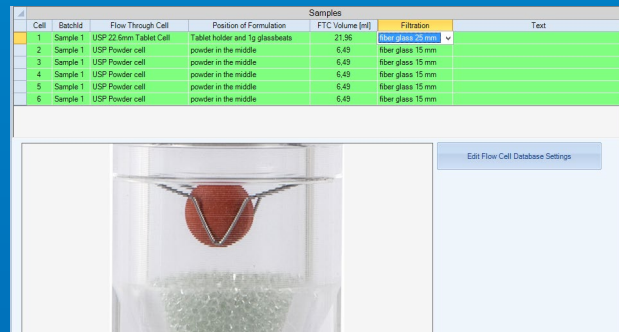 Samples
Cell BatchId Flow Through Cell Position of Formulation FTC Volume [ml] Filtration Text
1 Sample 1 USP 22.6mm Tablet Cell Tablet holder and 1g glassbeats 21,96 fiber glass 25 mm
2 Sample 1 USP Powder cell powder in the middle 6,49 fiber glass 15 mm
3 Sample 1 USP Powder cell powder in the middle 6,49 fiber glass 15 mm
4 Sample 1 USP Powder cell powder in the middle 6,49 fiber glass 15 mm
5 Sample 1 USP Powder cell powder in the middle 6,49 fiber glass 15 mm
6 Sample 1 USP Powder cell powder in the middle 6,49 fiber glass 15 mm
Edit Flow Cell Database Settings